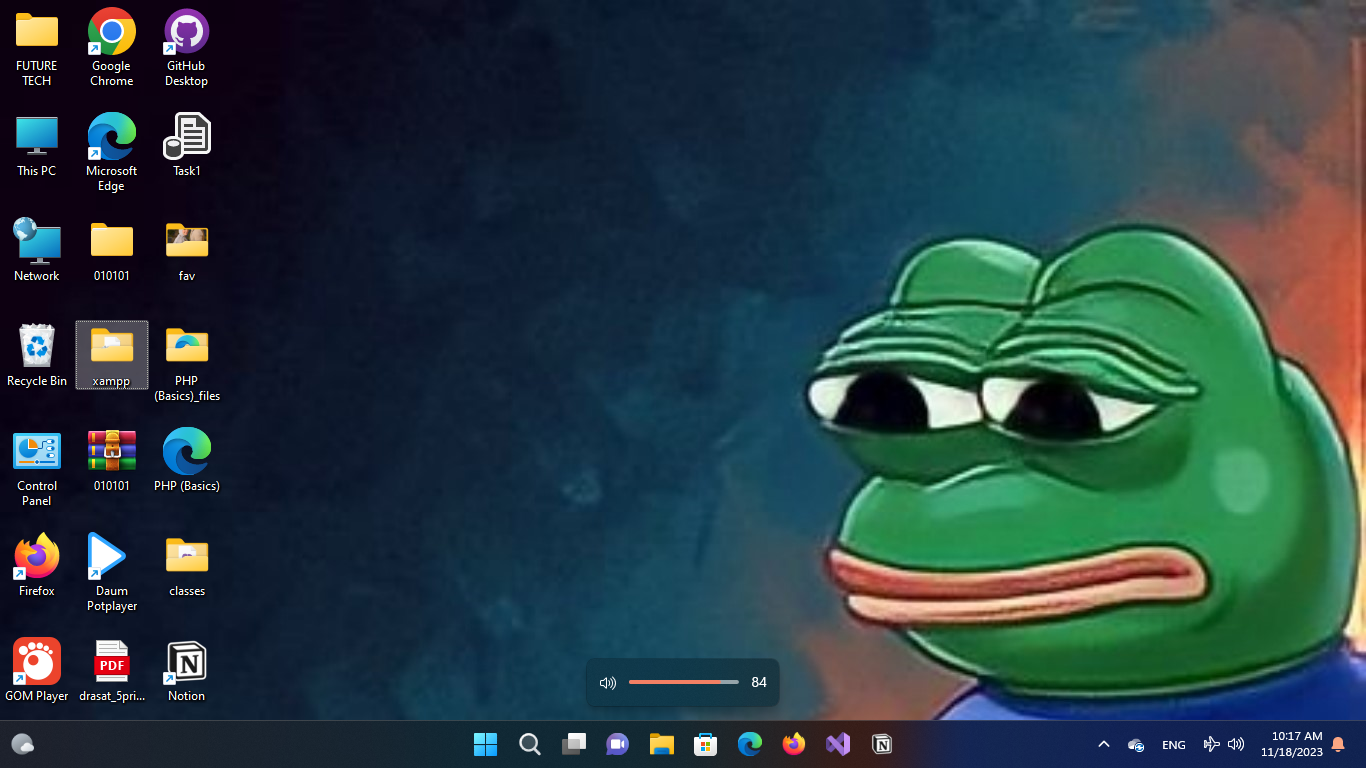 FUTURE
TECH
Google
Chrome
GitHub
Desktop
This PC
Microsoft
Edge
Task1
Network
010101
fav
Recycle Bin
xampp
PHP
(Basics)_files
Control
Panel
010101
PHP (Basics)
Firefox
Daum
Potplayer
classes
GOM Player
PDF
drasat_5pri...
N
Notion
84
N
ENG
10:17 AM
11/18/2023